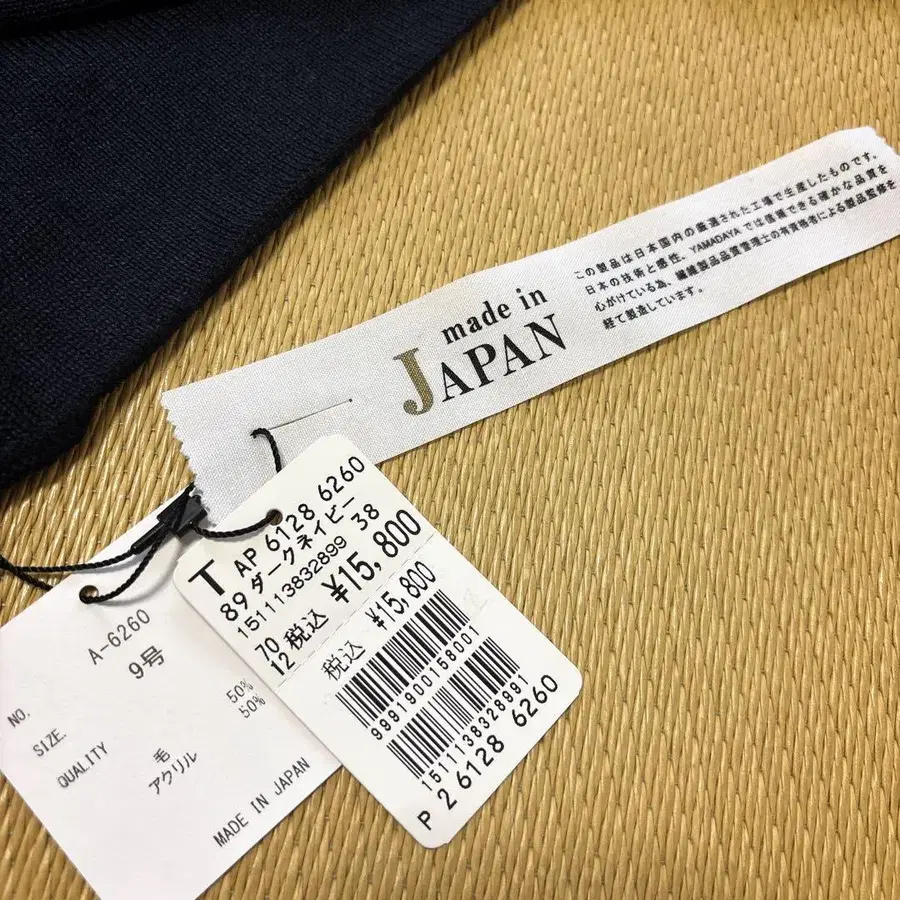 made in
JAPAN
この製品は日本国内の厳選された工場で生産したものです。
日本の技術と感性、YAMADAYAでは信頼できる確かな品質を
心がけている為、繊維製品品質管理士の有資格者による製品監修を
経て製造しています。
T AP 6128 6260
89ダークネイビー
151113832899 38
70
12 税込 ¥15,800
税込 ¥15,800
9991900158001
1511138328991
P 26128 6260
NO. A-6260
SIZE. 9号
QUALITY
毛 50%
アクリル 50%
MADE IN JAPAN